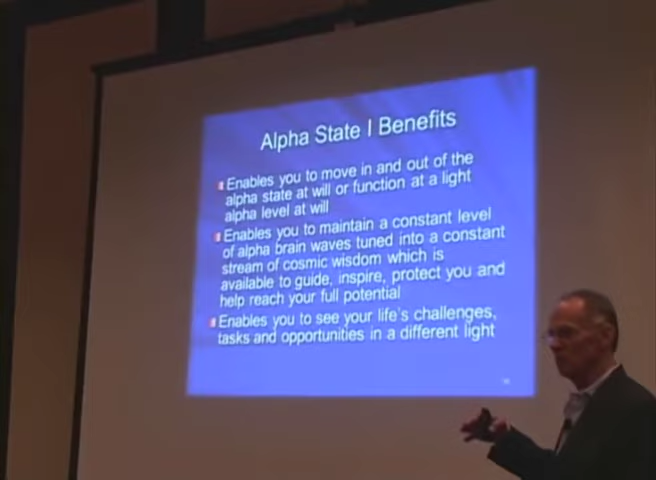 Alpha State I Benefits
Enables you to move in and out of the
alpha state at will or function at a light
alpha level at will
Enables you to maintain a constant level
of alpha brain waves tuned into a constant
stream of cosmic wisdom which is
available to guide, inspire, protect you and
help reach your full potential
Enables you to see your life's challenges,
tasks and opportunities in a different light